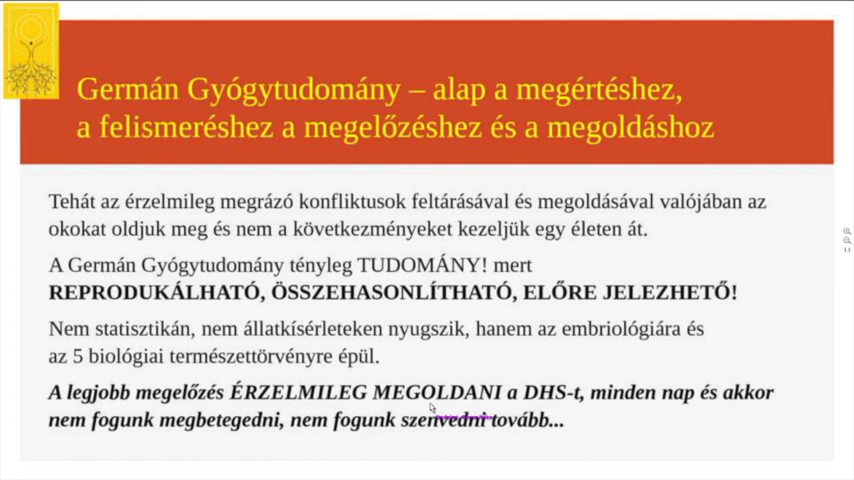 Germán Gyógytudomány – alap a megértéshez,
a felismeréshez a megelőzéshez és a megoldáshoz
Tehát az érzelmileg megrázó konfliktusok feltárásával és megoldásával valójában az
okokat oldjuk meg és nem a következményeket kezeljük egy életen át.
A Germán Gyógytudomány tényleg TUDOMÁNY! mert
REPRODUKÁLHATÓ, ÖSSZEHASONLÍTHATÓ, ELŐRE JELEZHETŐ!
Nem statisztikán, nem állatkísérleteken nyugszik, hanem az embriológiára és
az 5 biológiai természettörvényre épül.
A legjobb megelőzés ÉRZELMILEG MEGOLDANI a DHS-t, minden nap és akkor
nem fogunk megbetegedni, nem fogunk szenvedni tovább...